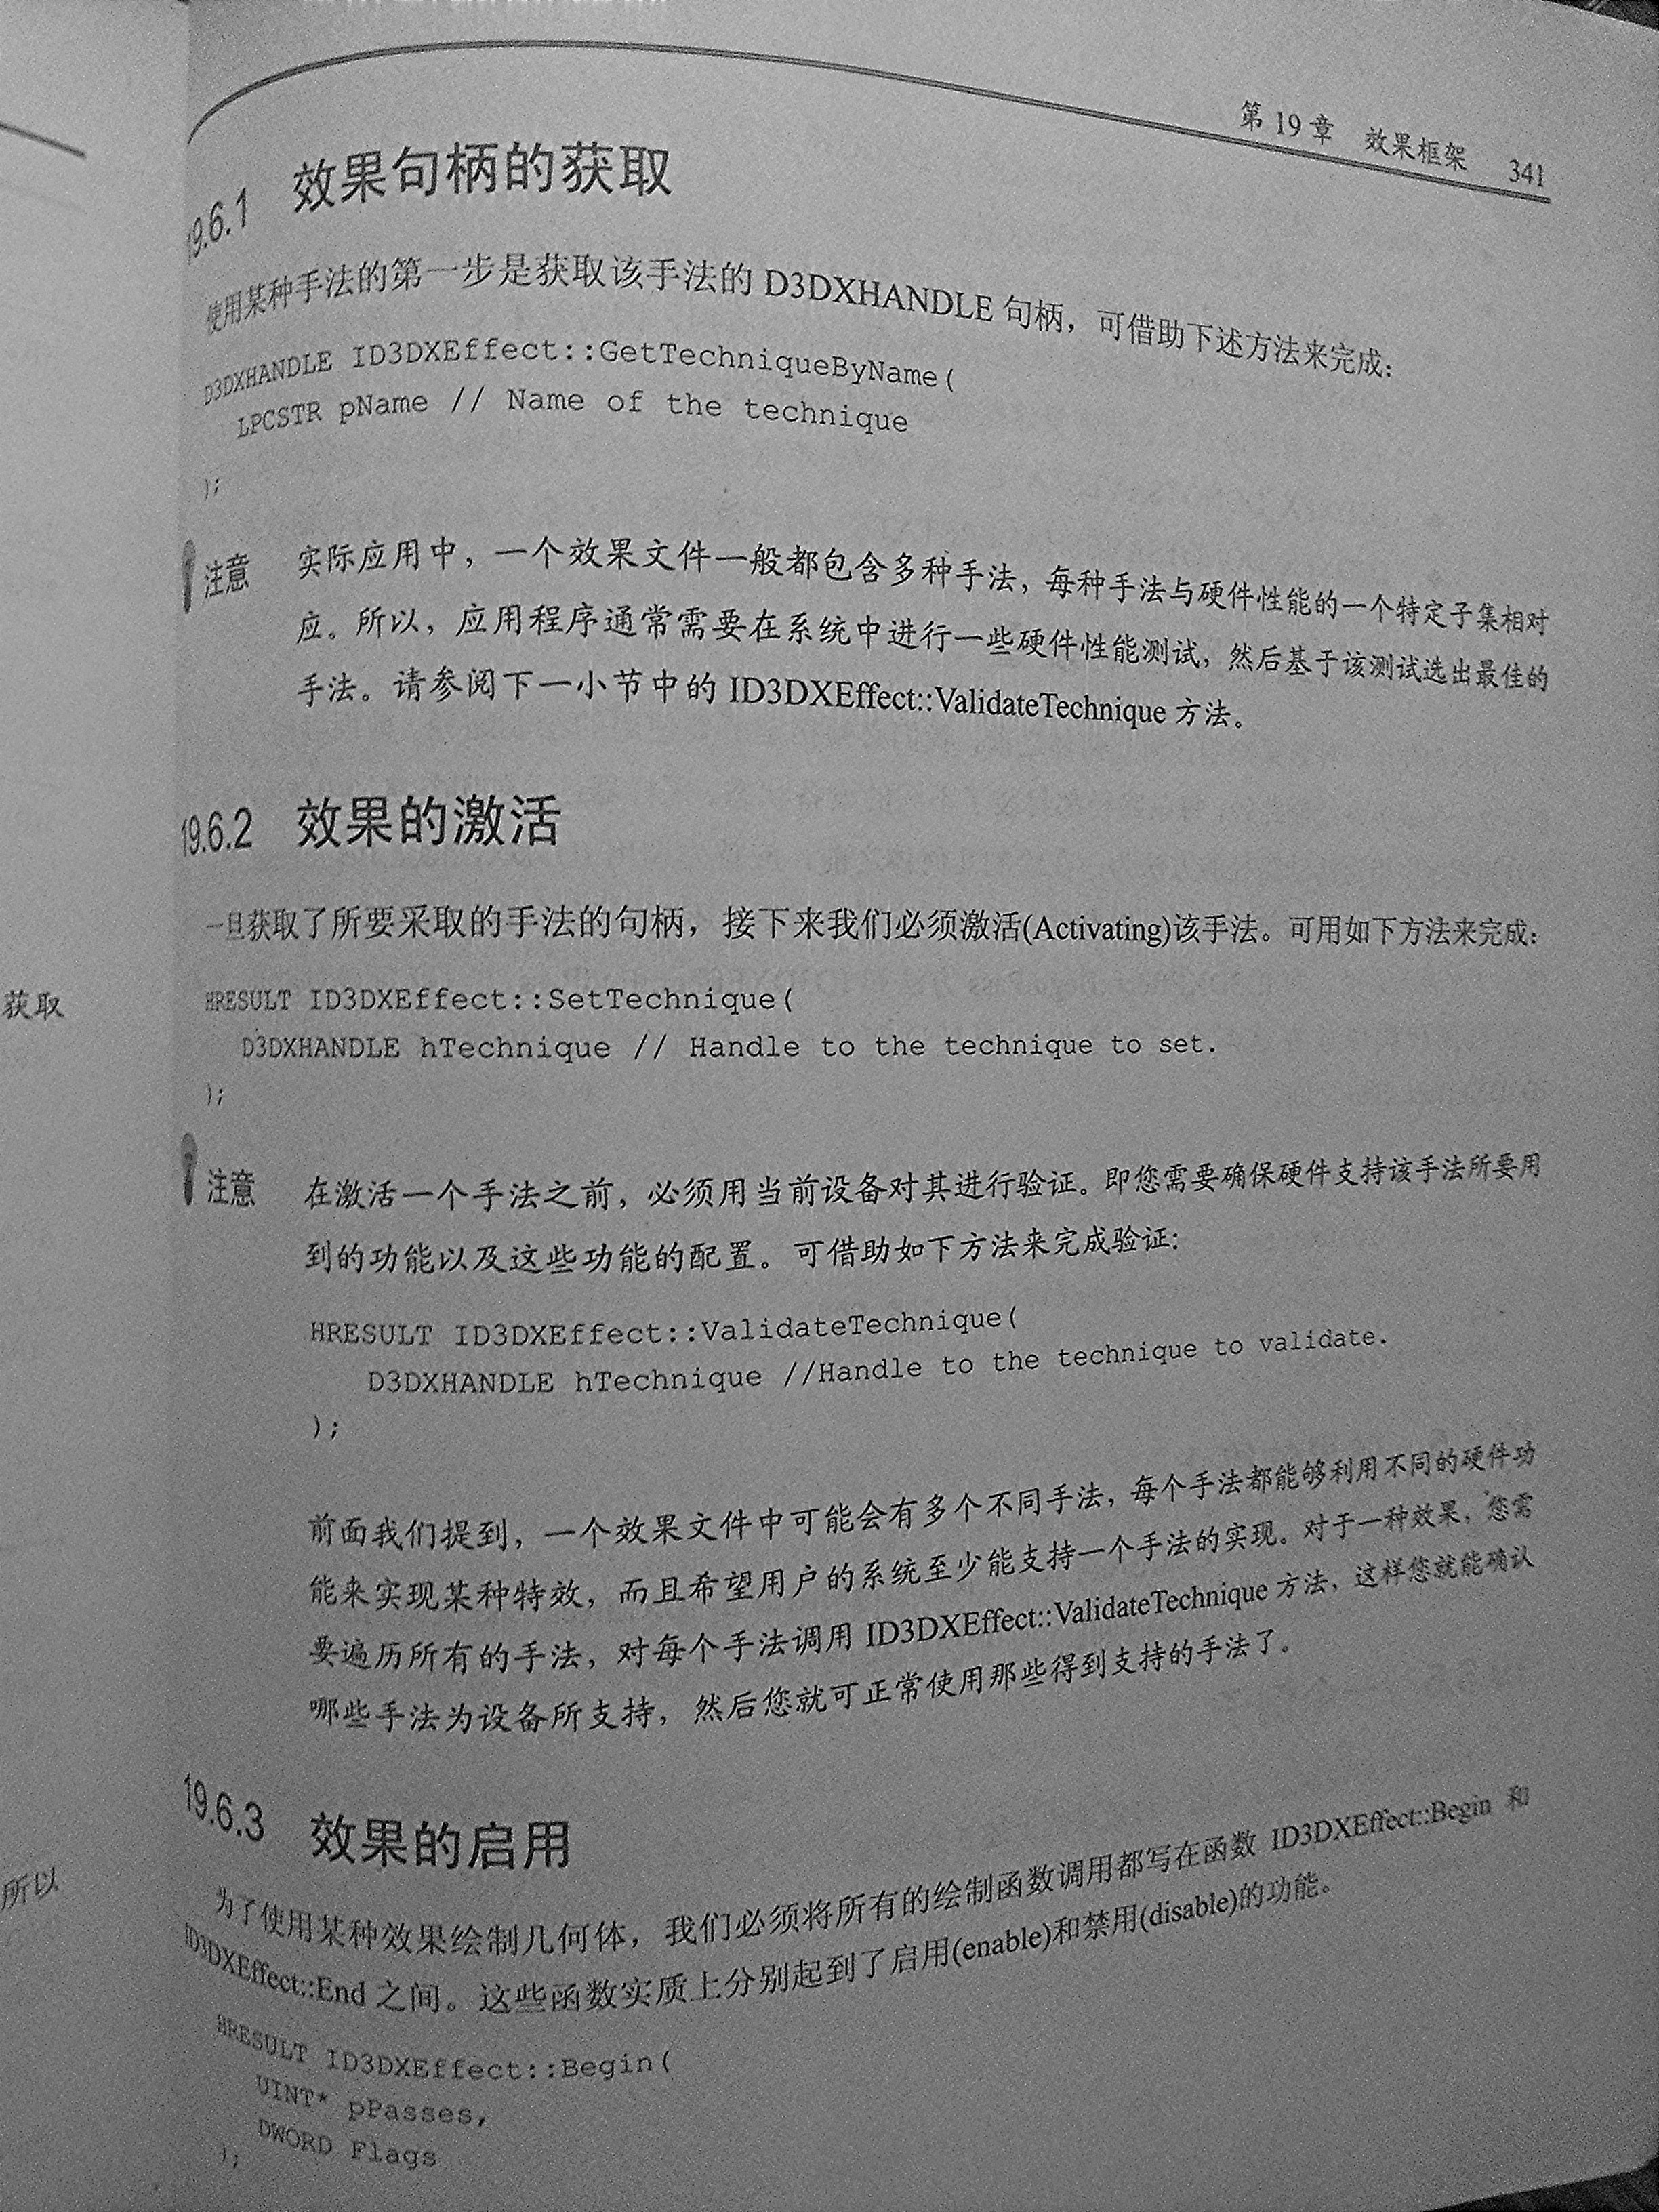 第 19 章 效果框架 341
19.6.1 效果句柄的获取
使用某种手法的第一步是获取该手法的 D3DXHANDLE 句柄，可借助下述方法来完成：
D3DXHANDLE ID3DXEffect::GetTechniqueByName(
LPCSTR pName // Name of the technique
);
注意 实际应用中，一个效果文件一般都包含多种手法，每种手法与硬件性能的一个特定子集相对
应。所以，应用程序通常需要在系统中进行一些硬件性能测试，然后基于该测试选出最佳的
手法。请参阅下一小节中的 ID3DXEffect::ValidateTechnique 方法。
19.6.2 效果的激活
一旦获取了所要采取的手法的句柄，接下来我们必须激活(Activating)该手法。可用如下方法来完成：
获取
HRESULT ID3DXEffect::SetTechnique(
D3DXHANDLE hTechnique // Handle to the technique to set.
);
注意 在激活一个手法之前，必须用当前设备对其进行验证。即您需要确保硬件支持该手法所要用
到的功能以及这些功能的配置。可借助如下方法来完成验证：
HRESULT ID3DXEffect::ValidateTechnique(
D3DXHANDLE hTechnique //Handle to the technique to validate.
);
前面我们提到，一个效果文件中可能会有多个不同手法，每个手法都能够利用不同的硬件功
能来实现某种特效，而且希望用户的系统至少能支持一个手法的实现。对于一种效果，您需
要遍历所有的手法，对每个手法调用 ID3DXEffect::ValidateTechnique 方法，这样您就能确认
哪些手法为设备所支持，然后您就可正常使用那些得到支持的手法了。
19.6.3 效果的启用
所以
为了使用某种效果绘制几何体，我们必须将所有的绘制函数调用都写在函数 ID3DXEffect::Begin 和
ID3DXEffect::End 之间。这些函数实质上分别起到了启用(enable)和禁用(disable)的功能。
HRESULT ID3DXEffect::Begin(
UINT* pPasses,
DWORD Flags
);